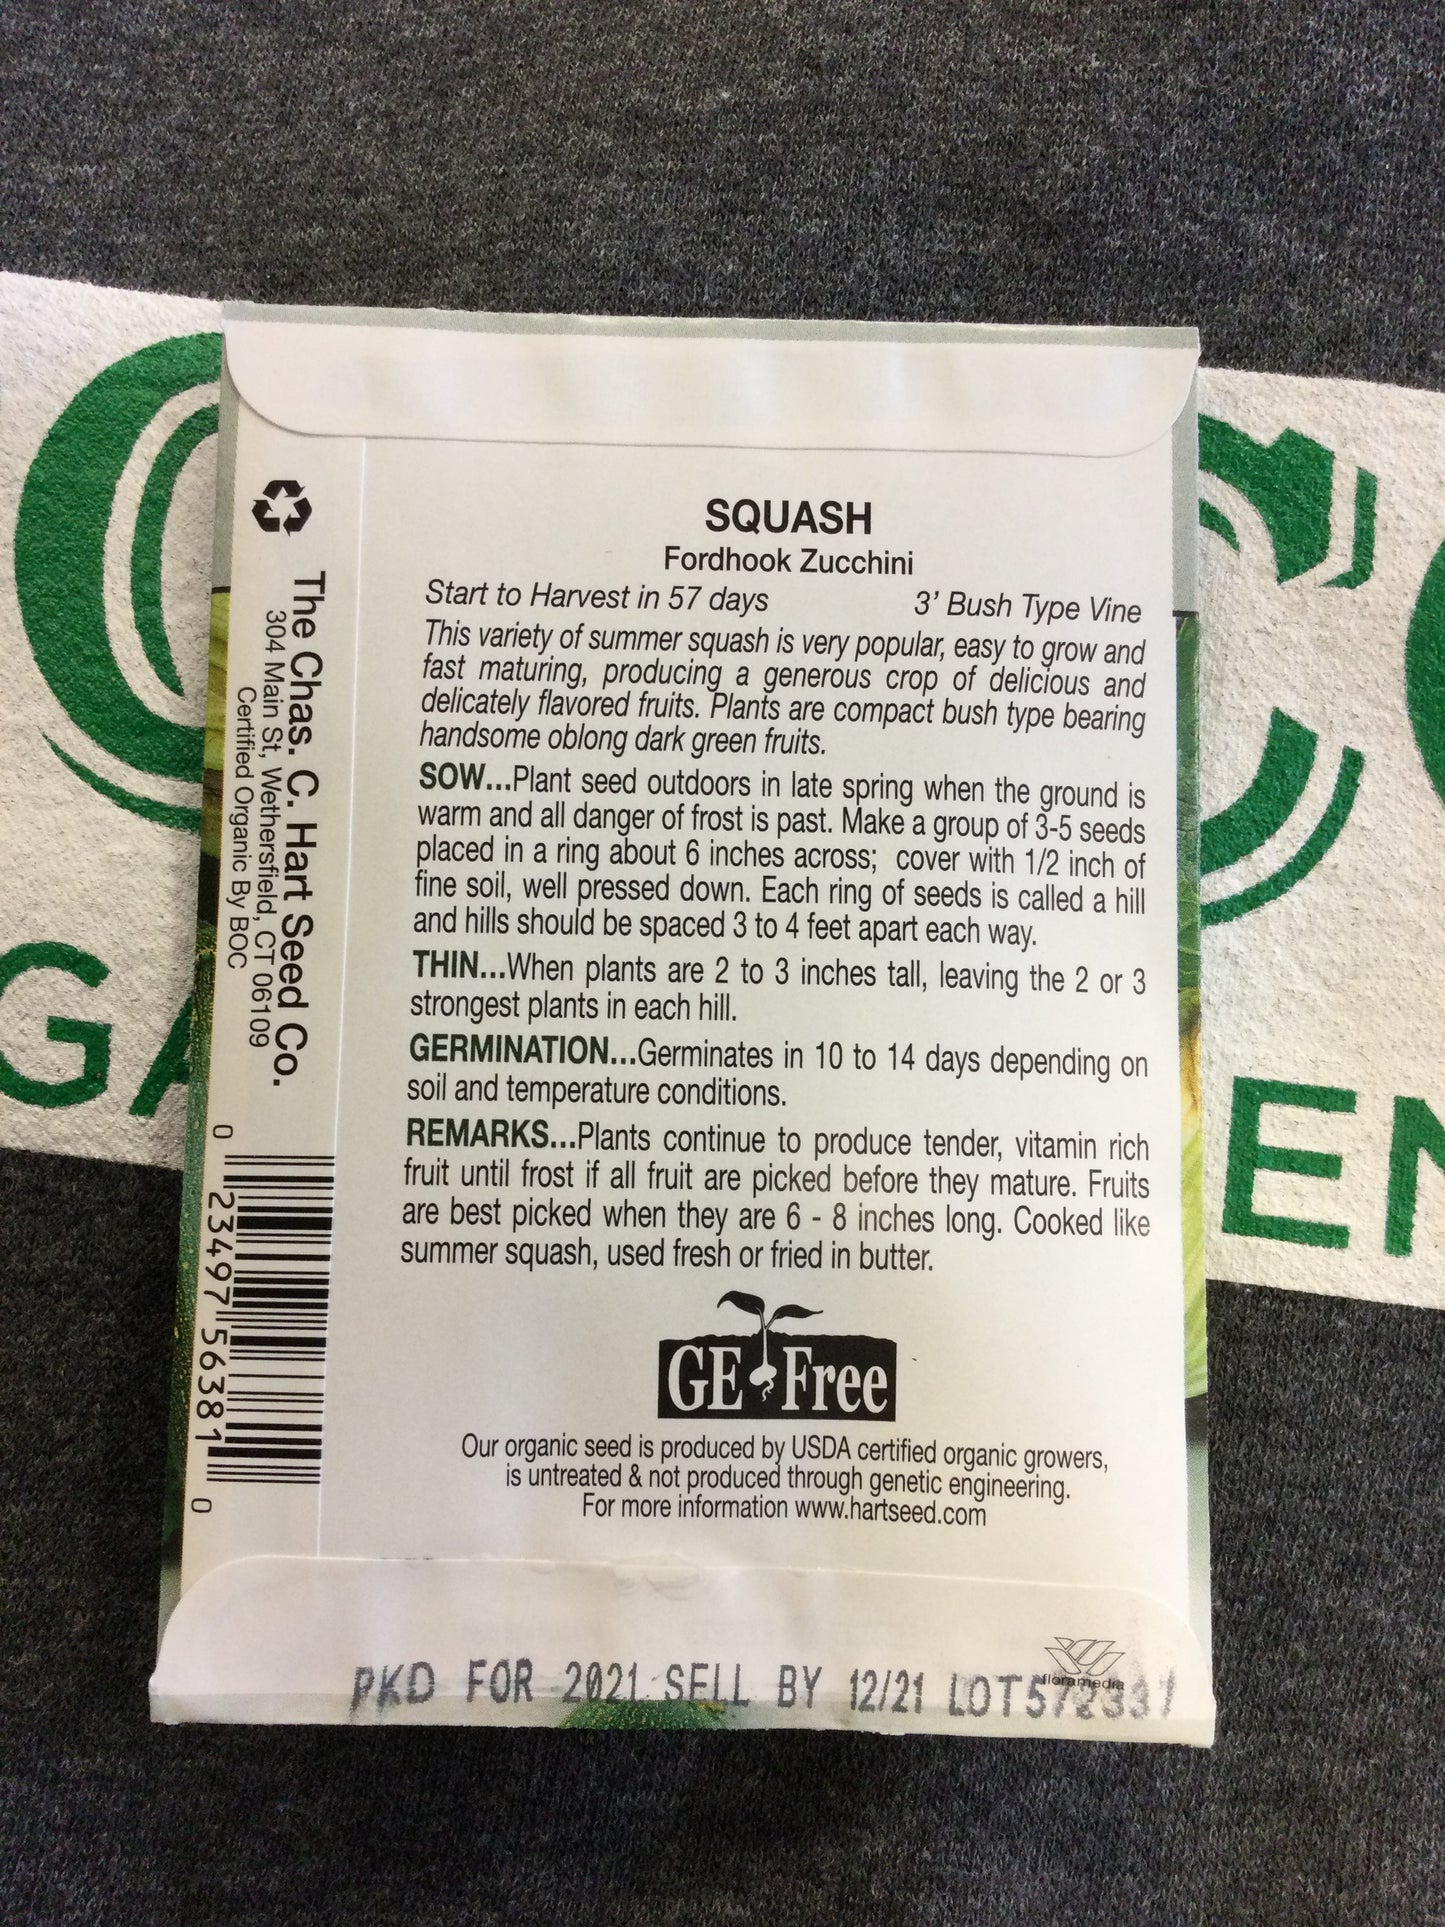 SQUASH
Fordhook Zucchini
Start to Harvest in 57 days 3' Bush Type Vine
This variety of summer squash is very popular, easy to grow and
fast maturing, producing a generous crop of delicious and
delicately flavored fruits. Plants are compact bush type bearing
handsome oblong dark green fruits.
SOW...Plant seed outdoors in late spring when the ground is
warm and all danger of frost is past. Make a group of 3-5 seeds
placed in a ring about 6 inches across; cover with 1/2 inch of
fine soil, well pressed down. Each ring of seeds is called a hill
and hills should be spaced 3 to 4 feet apart each way.
THIN...When plants are 2 to 3 inches tall, leaving the 2 or 3
strongest plants in each hill.
GERMINATION...Germinates in 10 to 14 days depending on
soil and temperature conditions.
REMARKS...Plants continue to produce tender, vitamin rich
fruit until frost if all fruit are picked before they mature. Fruits
are best picked when they are 6 - 8 inches long. Cooked like
summer squash, used fresh or fried in butter.
GE Free
Our organic seed is produced by USDA certified organic growers,
is untreated & not produced through genetic engineering.
For more information www.hartseed.com
The Chas. C. Hart Seed Co.
304 Main St, Wethersfield, CT 06109
Certified Organic By BOC
0 23497 56381 0
floramedia
PKD FOR 2021 SELL BY 12/21 LOT
GA
EN